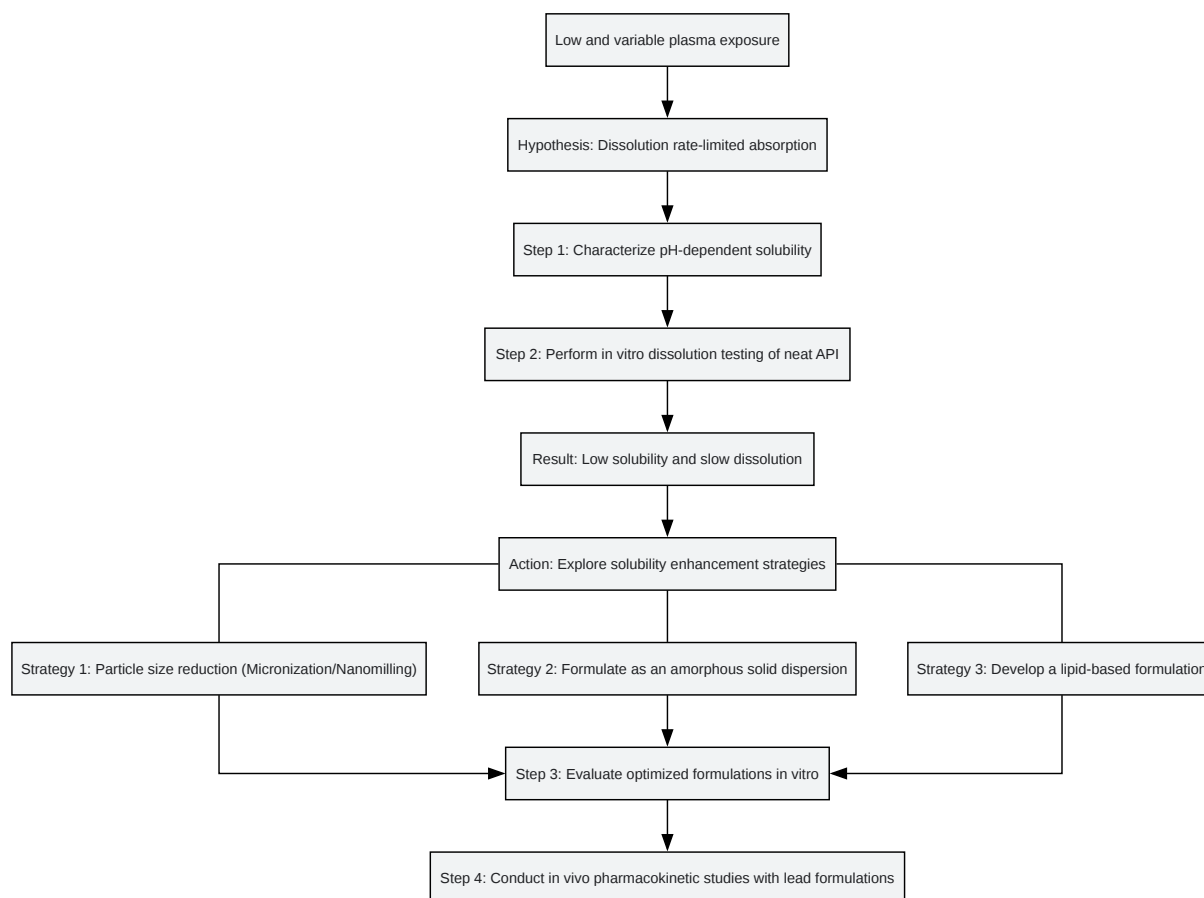 Low and variable plasma exposure
Hypothesis: Dissolution rate-limited absorption
Step 1: Characterize pH-dependent solubility
Step 2: Perform in vitro dissolution testing of neat API
Result: Low solubility and slow dissolution
Action: Explore solubility enhancement strategies
Strategy 1: Particle size reduction (Micronization/Nanomilling)
Strategy 2: Formulate as an amorphous solid dispersion
Strategy 3: Develop a lipid-based formulation
Step 3: Evaluate optimized formulations in vitro
Step 4: Conduct in vivo pharmacokinetic studies with lead formulations